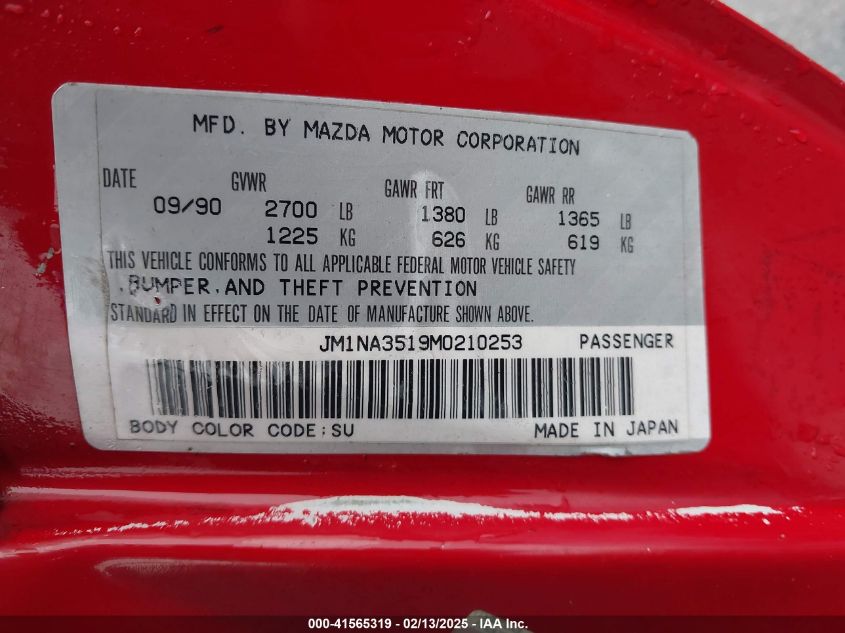 MFD. BY MAZDA MOTOR CORPORATION
DATE GVWR GAWR FRT GAWR RR
09/90 2700 LB 1380 LB 1365 LB
1225 KG 626 KG 619 KG
THIS VEHICLE CONFORMS TO ALL APPLICABLE FEDERAL MOTOR VEHICLE SAFETY
,BUMPER,AND THEFT PREVENTION
STANDARD IN EFFECT ON THE DATE OF MANUFACTURE SHOWN ABOVE.
JM1NA3519M0210253 PASSENGER
BODY COLOR CODE:SU MADE IN JAPAN
000-41565319 - 02/13/2025 - IAA Inc.